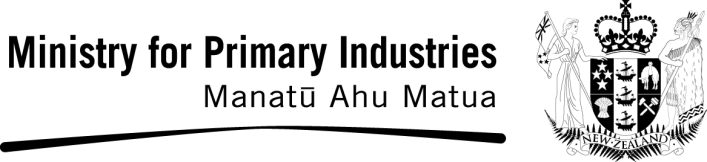 Ministry for Primary Industries
Manatū Ahu Matua
NEW ZEALAND